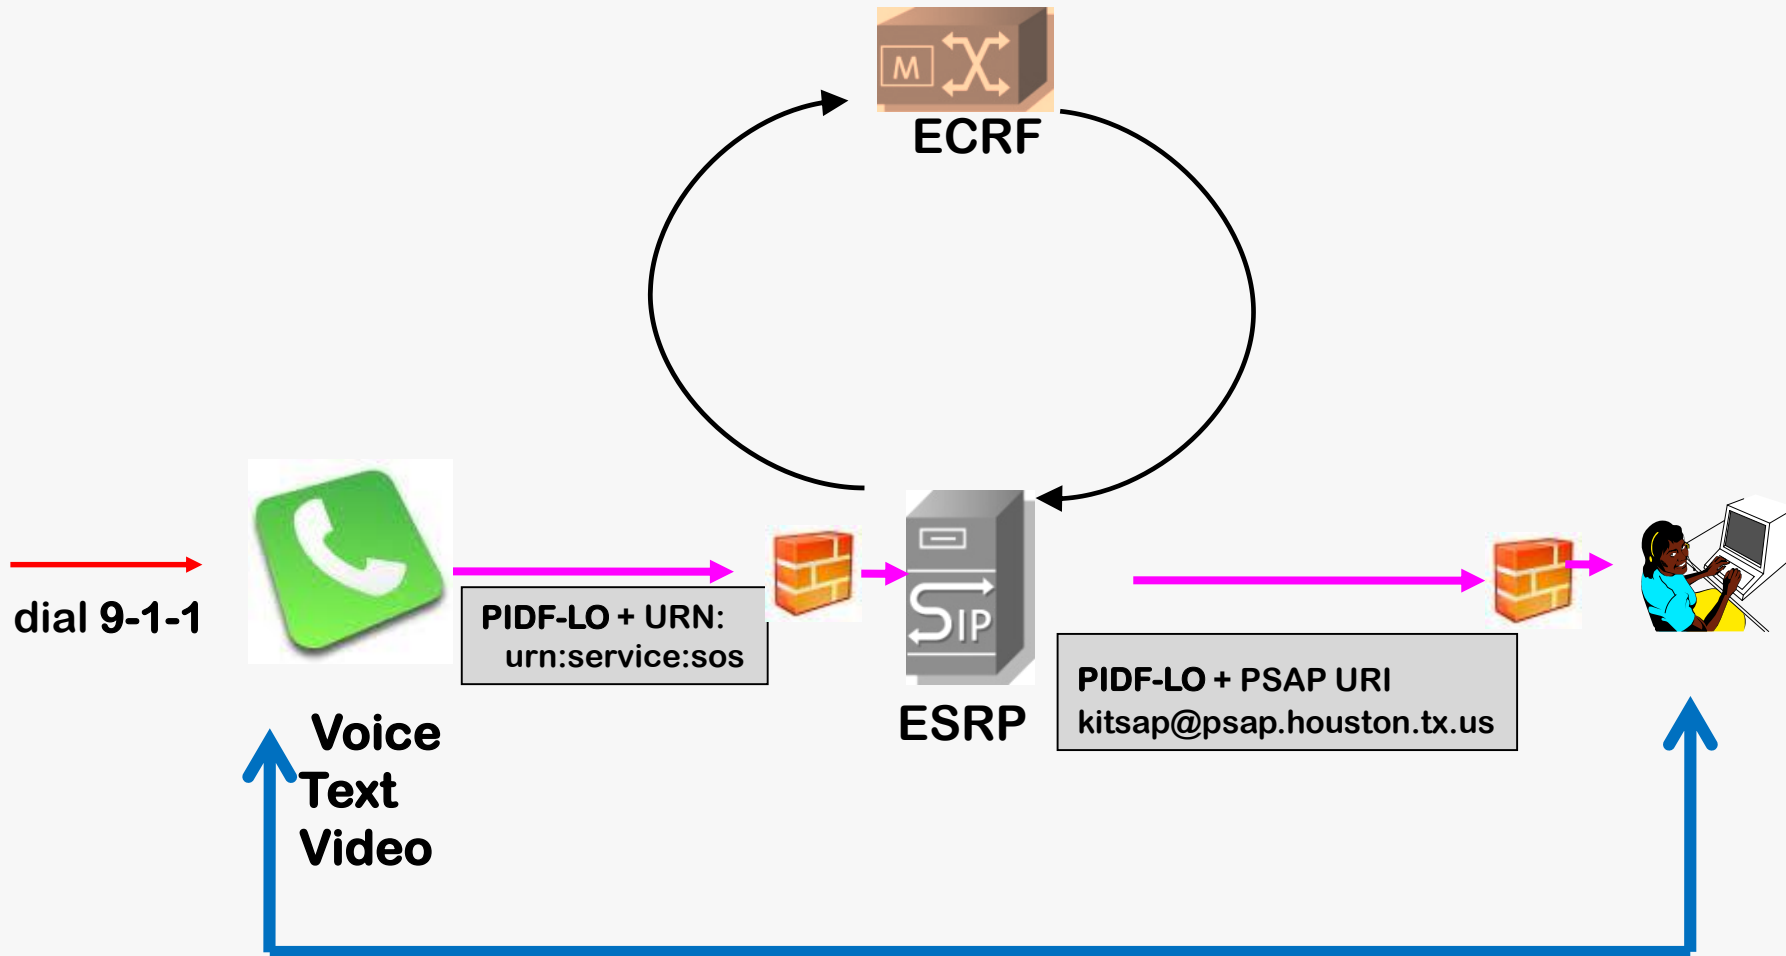 M
ECRF
dial 9-1-1
PIDF-LO + URN:
urn:service:sos
SIP
ESRP
PIDF-LO + PSAP URI
kitsap@psap.houston.tx.us
Voice
Text
Video